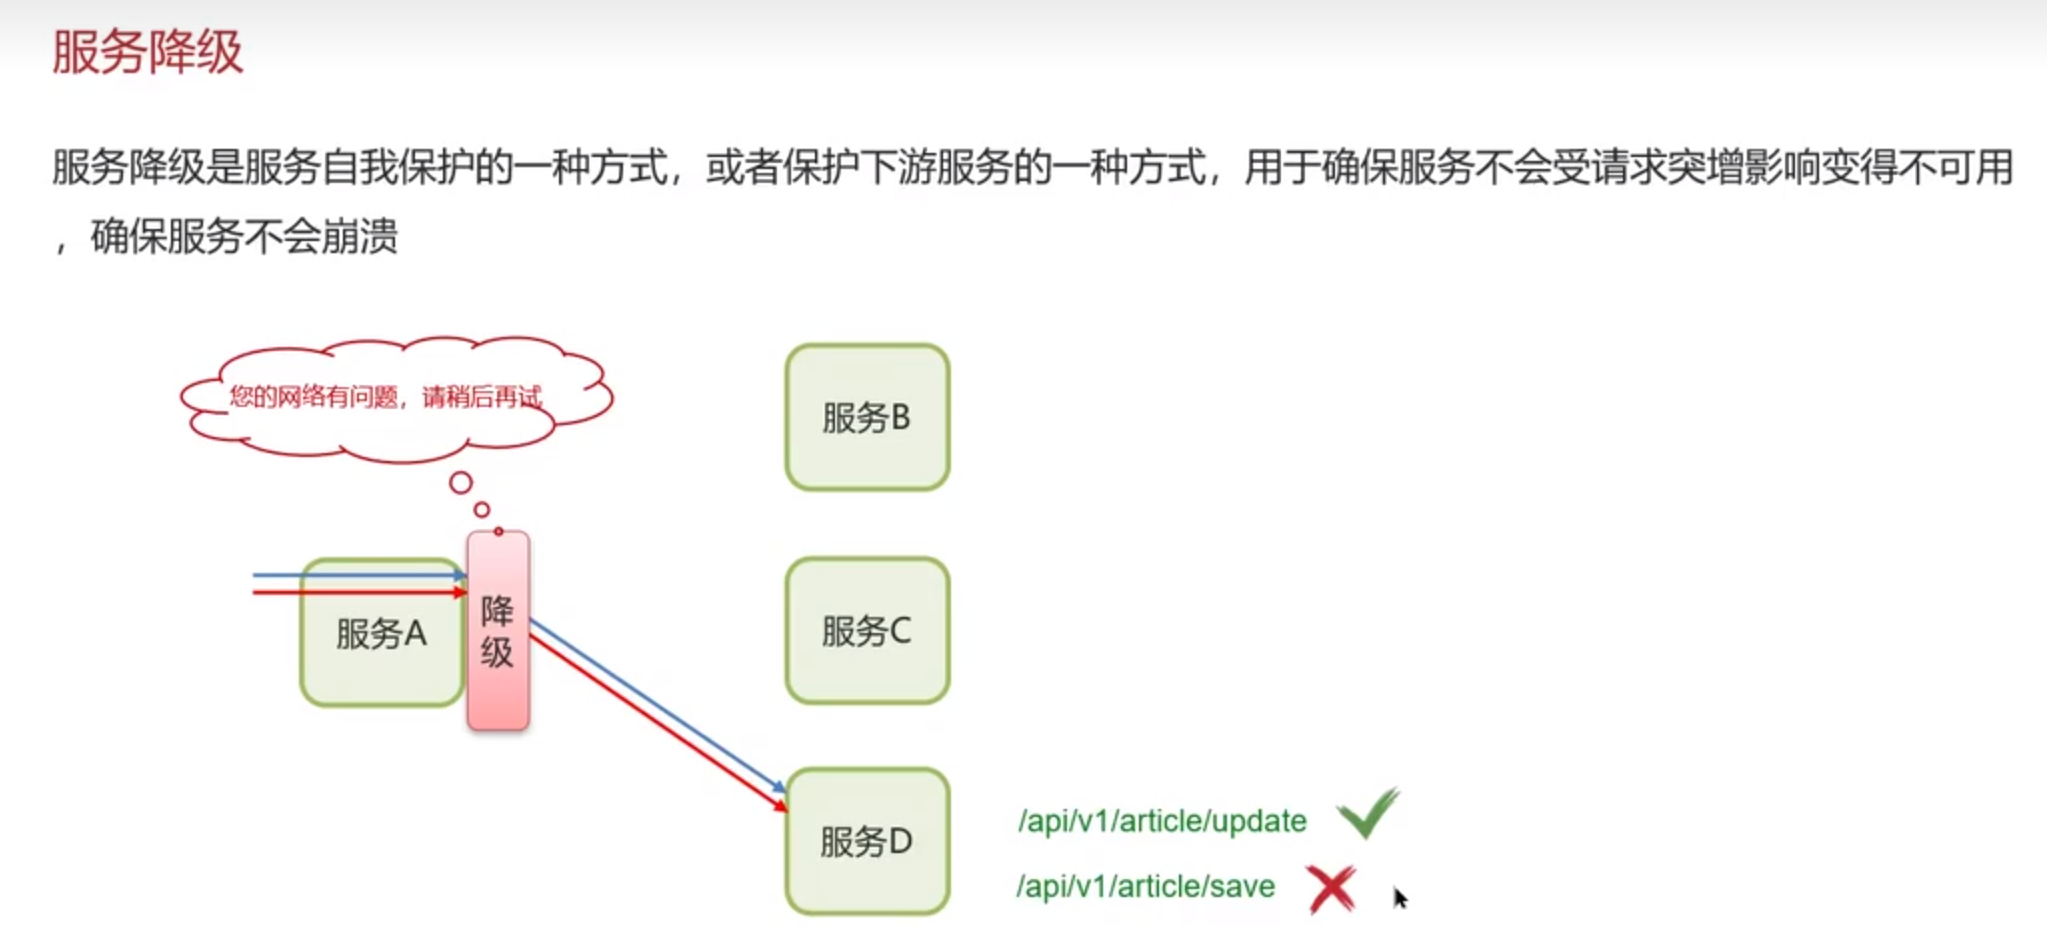 服务降级
服务降级是服务自我保护的一种方式，或者保护下游服务的一种方式，用于确保服务不会受请求突增影响变得不可用
，确保服务不会崩溃
您的网络有问题，请稍后再试
服务B
服务A
降
级
服务C
服务D
/api/v1/article/update
/api/v1/article/save